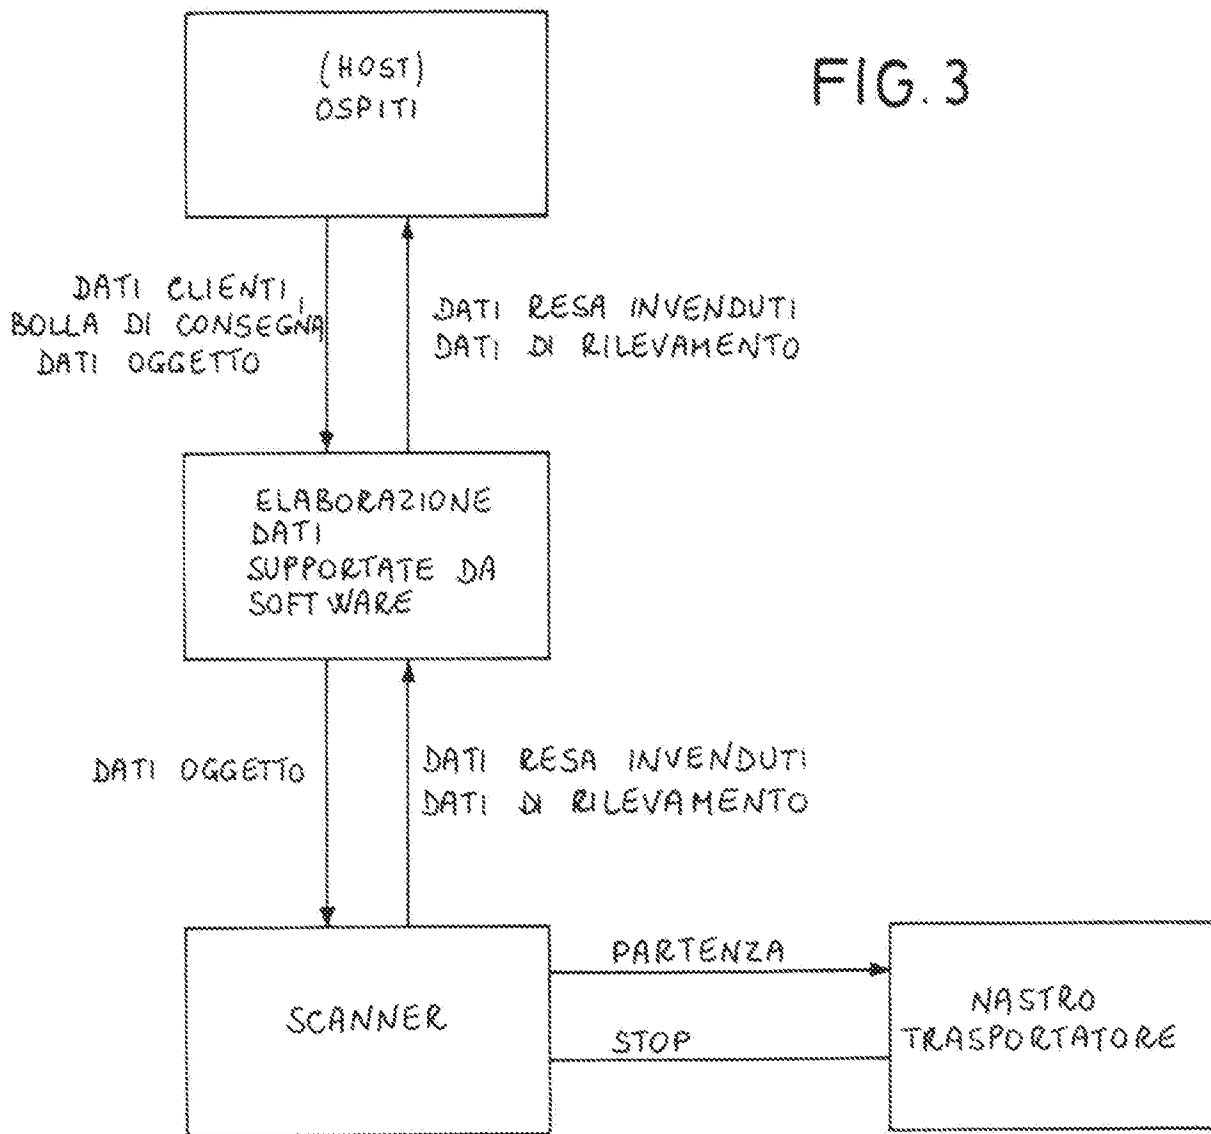 (HOST)
OSPITI
FIG. 3
DATI CLIENTI,
BOLLA DI CONSEGNA
DATI OGGETTO
DATI RESA INVENDUTI
DATI DI RILEVAMENTO
ELABORAZIONE
DATI
SUPPORTATE DA
SOFTWARE
DATI OGGETTO
DATI RESA INVENDUTI
DATI DI RILEVAMENTO
SCANNER
PARTENZA
STOP
NASTRO
TRASPORTATORE